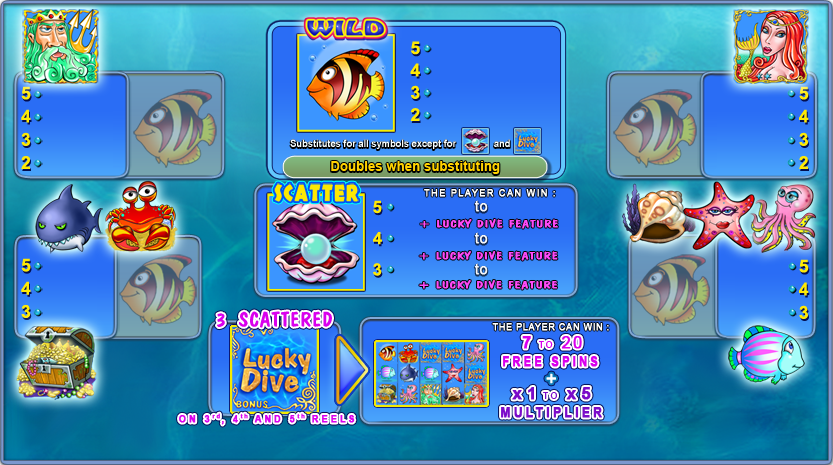 WILD
5
4
3
2
Substitutes for all symbols except for and
Lucky Dive
Doubles when substituting
5
4
3
2
5
4
3
2
SCATTER
5
4
3
THE PLAYER CAN WIN :
to
+ LUCKY DIVE FEATURE
to
+ LUCKY DIVE FEATURE
to
+ LUCKY DIVE FEATURE
5
4
3
5
4
3
3 SCATTERED
Lucky
Dive
BONUS
ON 3rd, 4th AND 5th REELS
THE PLAYER CAN WIN :
7 TO 20
FREE SPINS
+
x1 TO x5
MULTIPLIER